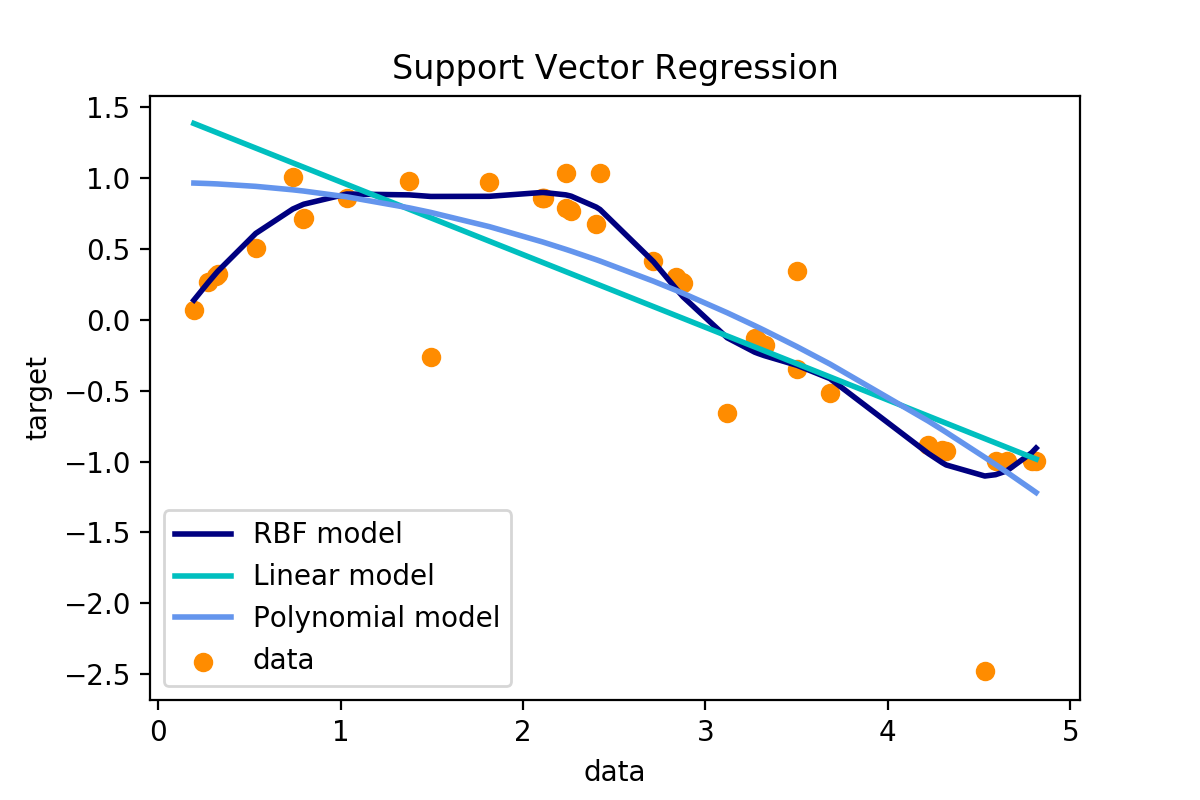 Support Vector Regression
1.5
1.0
0.5
0.0
−0.5
−1.0
−1.5
−2.0
−2.5
target
RBF model
Linear model
Polynomial model
data
0 1 2 3 4 5
data